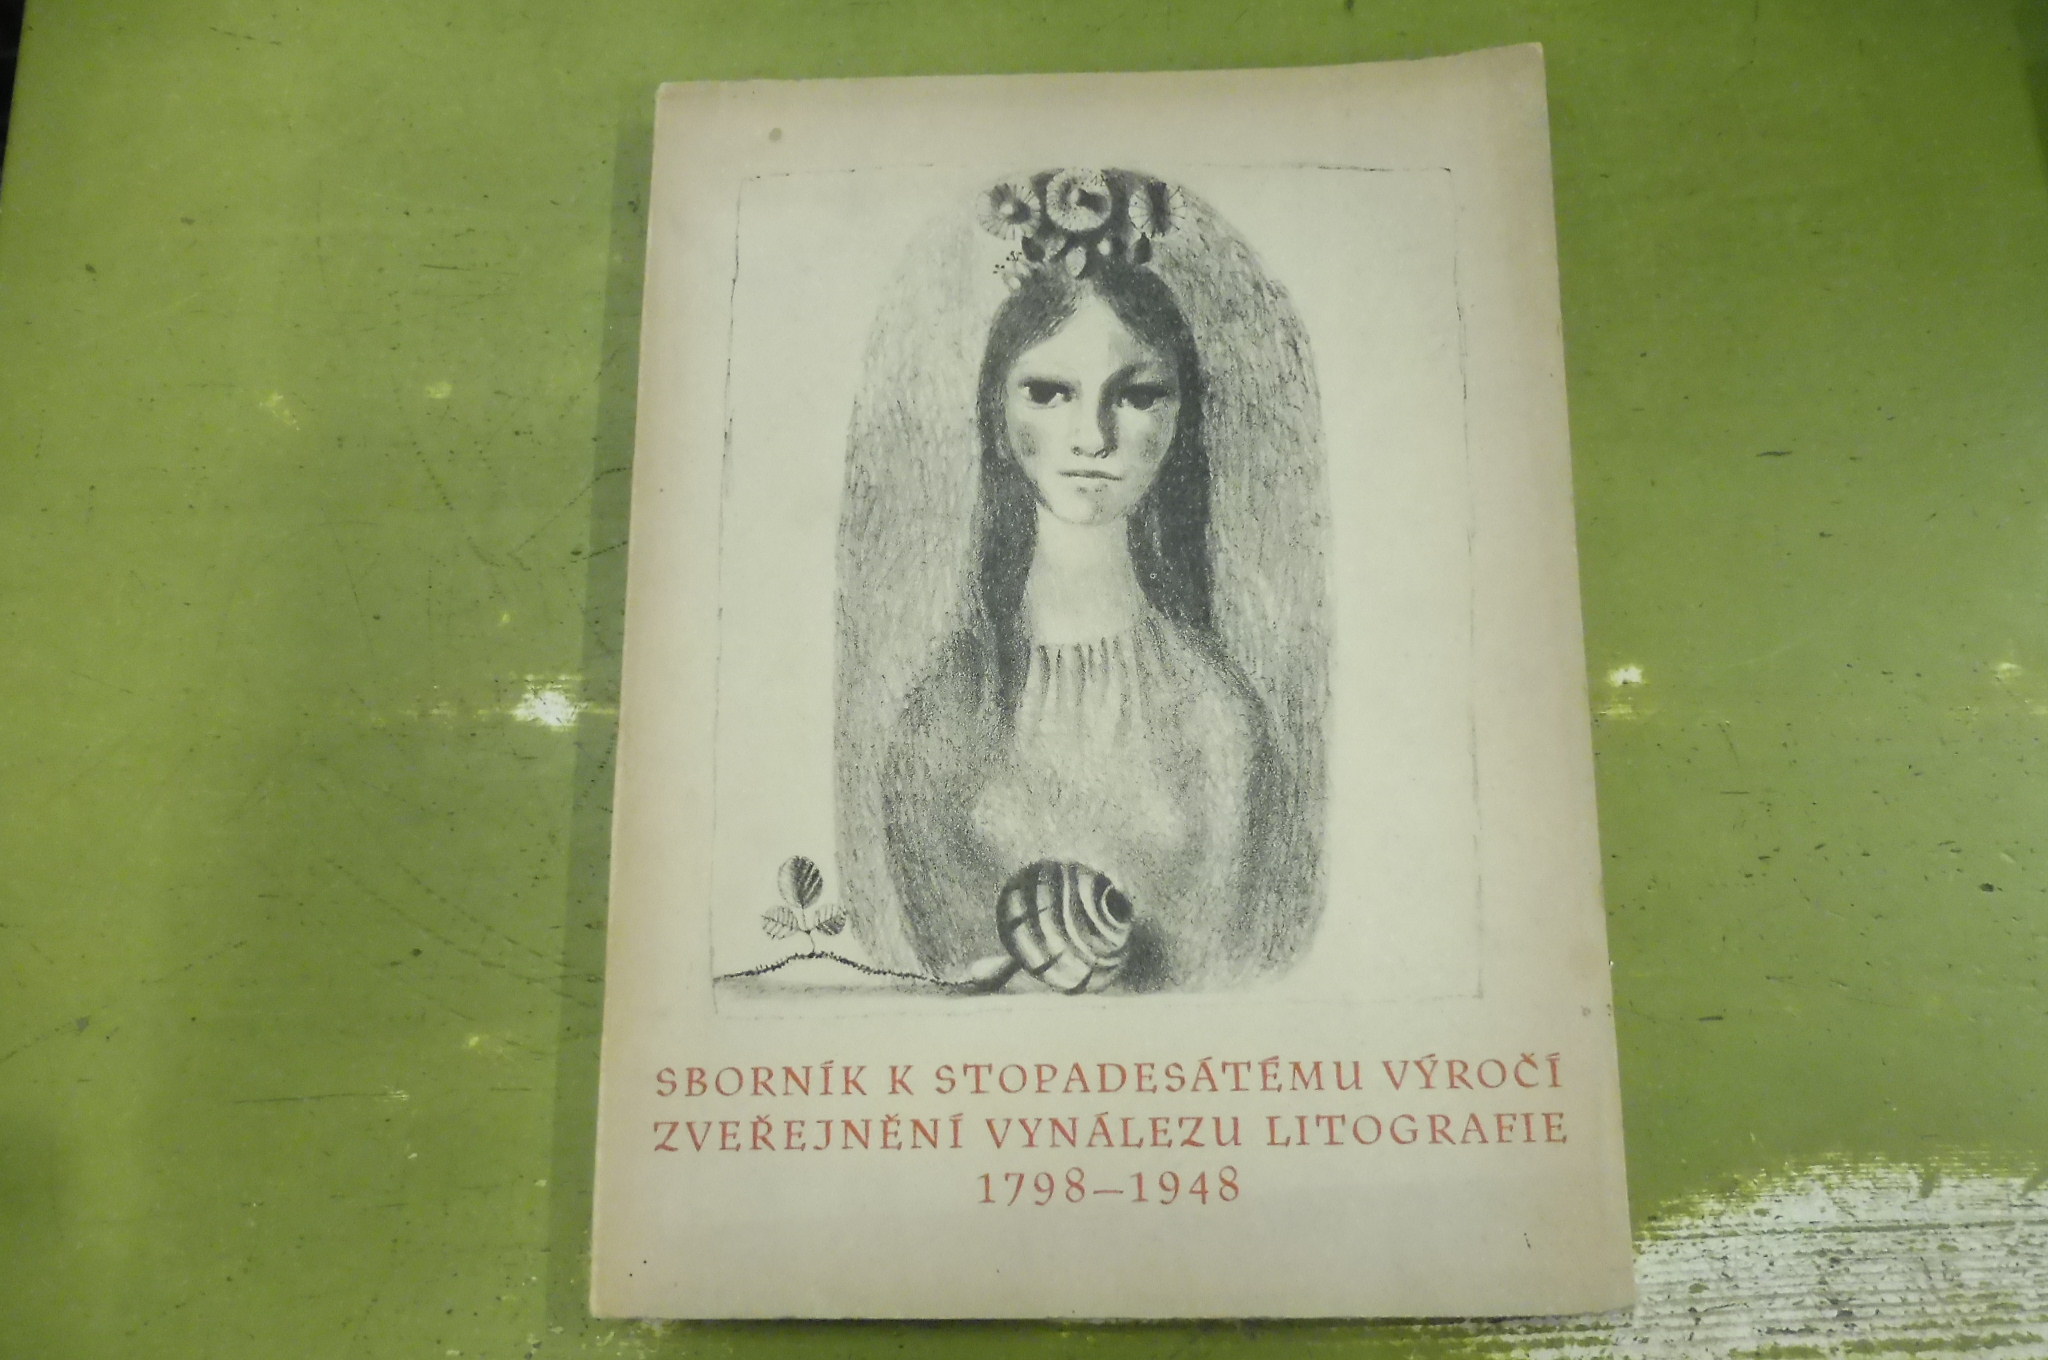 SBORNÍK K STOPADESÁTÉMU VÝROČÍ
ZVEŘEJNĚNÍ VYNÁLEZU LITOGRAFIE
1798–1948